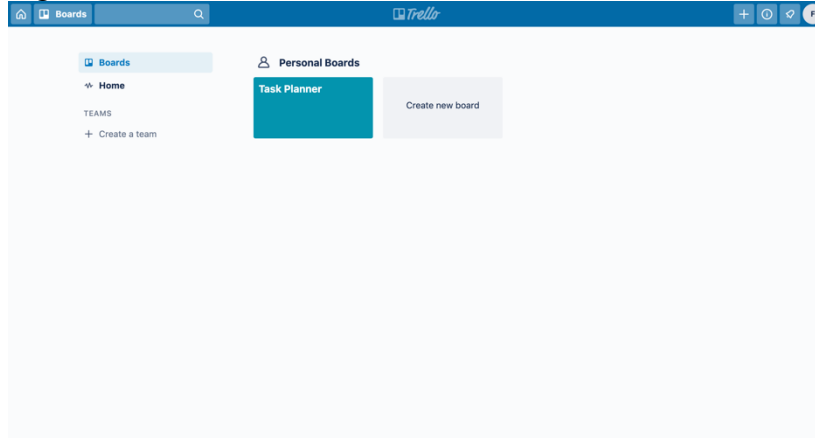 Boards
Trello
Boards
Home
TEAMS
+ Create a team
Personal Boards
Task Planner
Create new board